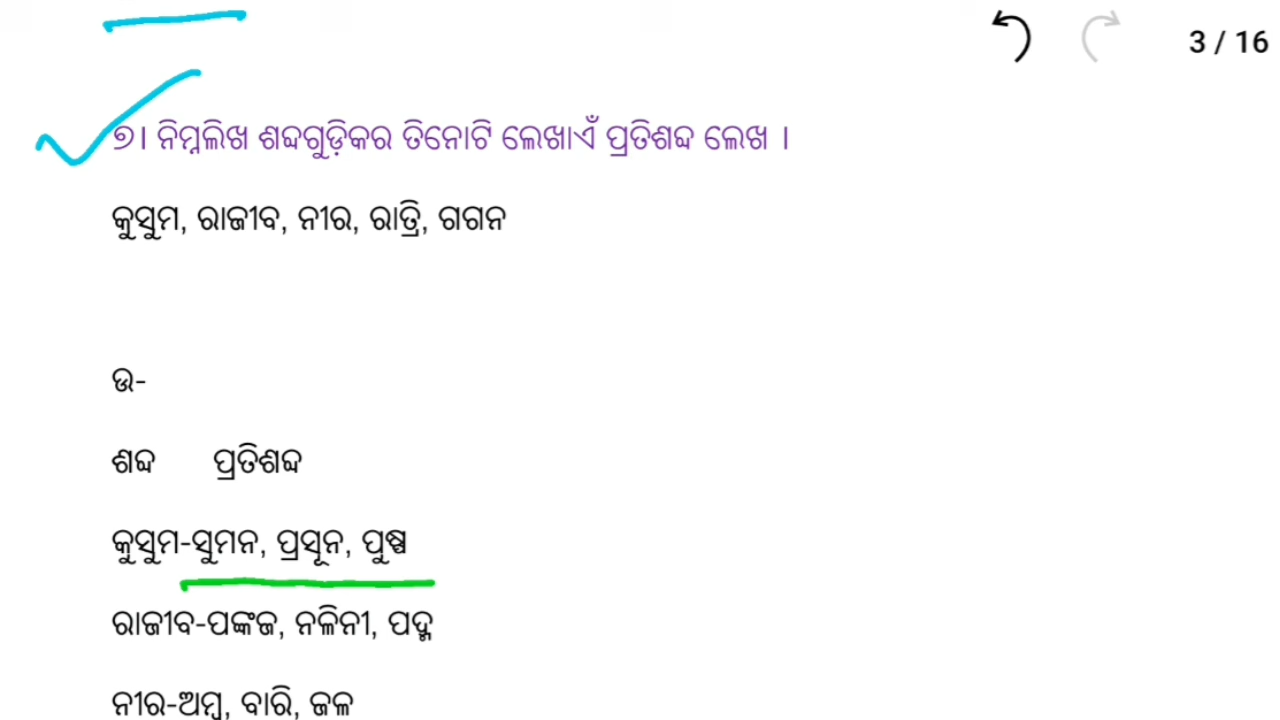 3 / 16
୭। ନିମ୍ନଲିଖ ଶବ୍ଦଗୁଡ଼ିକର ତିନୋଟି ଲେଖାଏଁ ପ୍ରତିଶବ୍ଦ ଲେଖ ।
କୁସୁମ, ରାଜୀବ, ନୀର, ରାତ୍ରି, ଗଗନ
ଉ-
ଶବ୍ଦ ପ୍ରତିଶବ୍ଦ
କୁସୁମ-ସୁମନ, ପ୍ରସୂନ, ପୁଷ୍ପ
ରାଜୀବ-ପଙ୍କଜ, ନଳିନୀ, ପଦ୍ମ
ନୀର-ଅମ୍ବୁ, ବାରି, ଜଳ